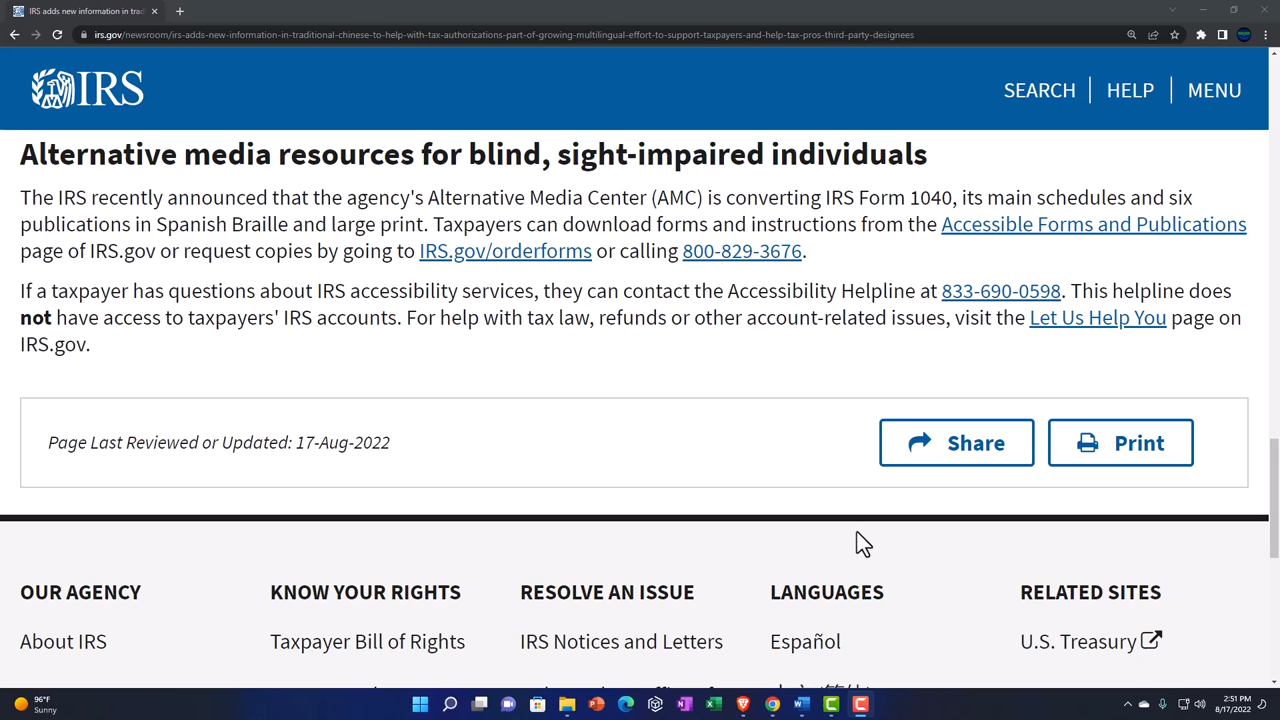 IRS adds new information in trad
irs.gov/newsroom/irs-adds-new-information-in-traditional-chinese-to-help-with-tax-authorizations-part-of-growing-multilingual-effort-to-support-taxpayers-and-help-tax-pros-third-party-designees
IRS
SEARCH
HELP
MENU
Alternative media resources for blind, sight-impaired individuals
The IRS recently announced that the agency's Alternative Media Center (AMC) is converting IRS Form 1040, its main schedules and six
publications in Spanish Braille and large print. Taxpayers can download forms and instructions from the Accessible Forms and Publications
page of IRS.gov or request copies by going to IRS.gov/orderforms or calling 800-829-3676.
If a taxpayer has questions about IRS accessibility services, they can contact the Accessibility Helpline at 833-690-0598. This helpline does
not have access to taxpayers' IRS accounts. For help with tax law, refunds or other account-related issues, visit the Let Us Help You page on
IRS.gov.
Page Last Reviewed or Updated: 17-Aug-2022
Share
Print
OUR AGENCY
KNOW YOUR RIGHTS
RESOLVE AN ISSUE
LANGUAGES
RELATED SITES
About IRS
Taxpayer Bill of Rights
IRS Notices and Letters
Español
U.S. Treasury
96°F
Sunny
2:51 PM
8/17/2022